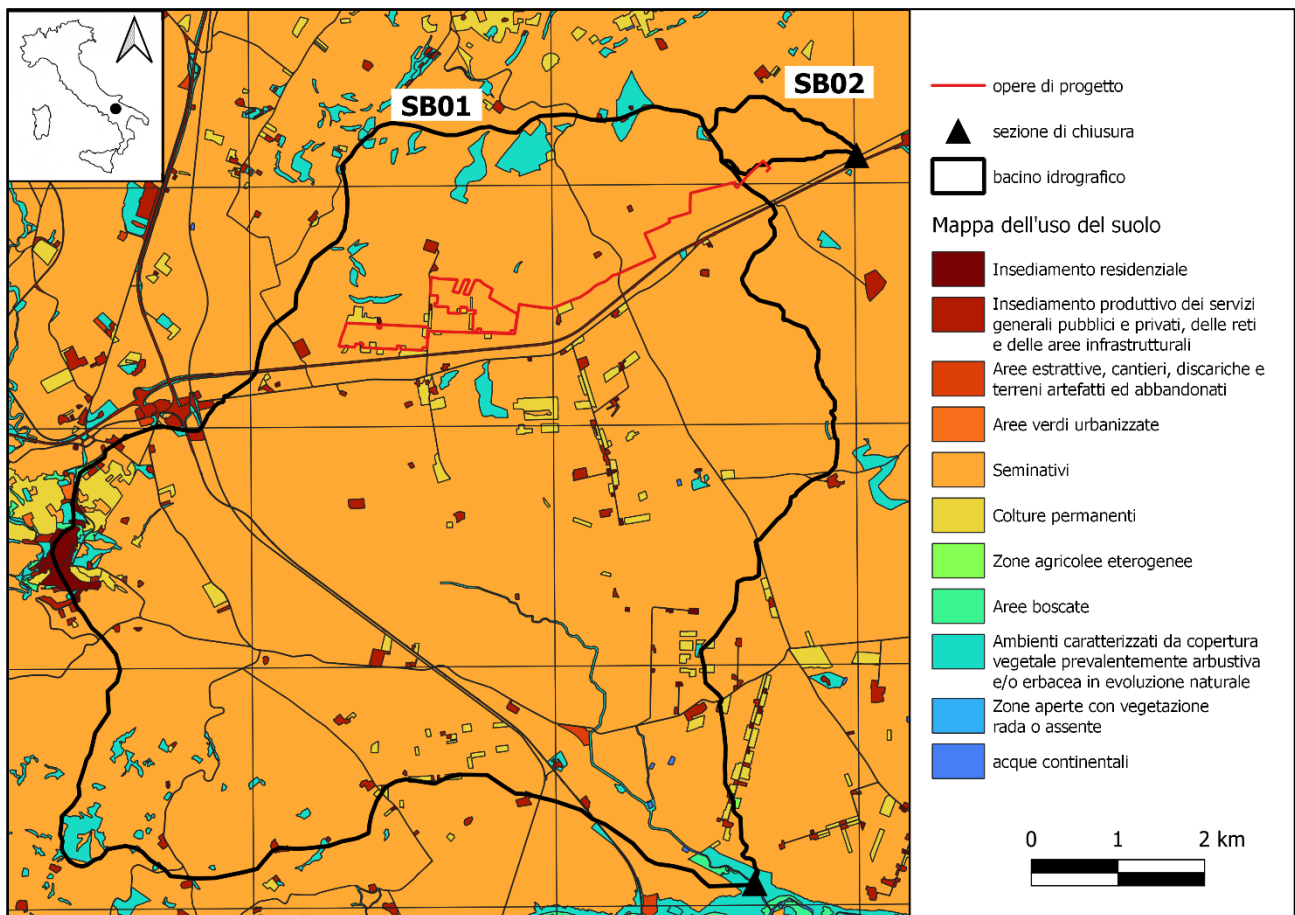 SB01
SB02
opere di progetto
sezione di chiusura
bacino idrografico
Mappa dell'uso del suolo
Insediamento residenziale
Insediamento produttivo dei servizi
generali pubblici e privati, delle reti
e delle aree infrastrutturali
Aree estrattive, cantieri, discariche e
terreni artefatti ed abbandonati
Aree verdi urbanizzate
Seminativi
Colture permanenti
Zone agricolee eterogenee
Aree boscate
Ambienti caratterizzati da copertura
vegetale prevalentemente arbustiva
e/o erbacea in evoluzione naturale
Zone aperte con vegetazione
rada o assente
acque continentali
0 1 2 km